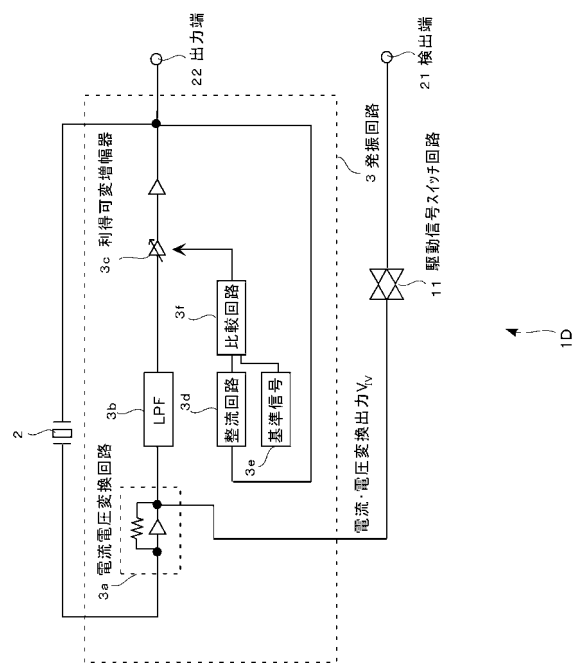 2
3a 電流電圧変換回路
3b
LPF
3c 利得可変増幅器
22 出力端
3d
整流回路
3f
比較回路
3e
基準信号
3 発振回路
電流・電圧変換出力VIV
11 駆動信号スイッチ回路
21 検出端
1D